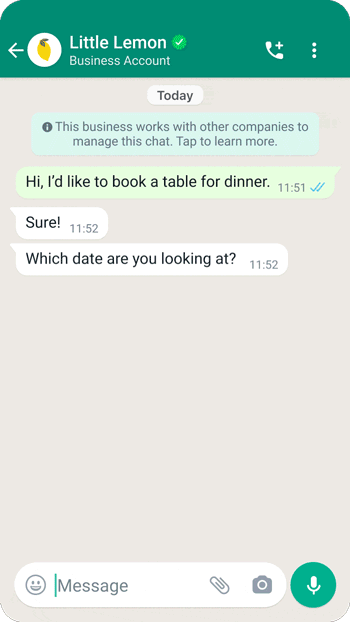 Little Lemon
Business Account
Today
This business works with other companies to
manage this chat. Tap to learn more.
Hi, I’d like to book a table for dinner. 11:51
Sure! 11:52
Which date are you looking at? 11:52
Message